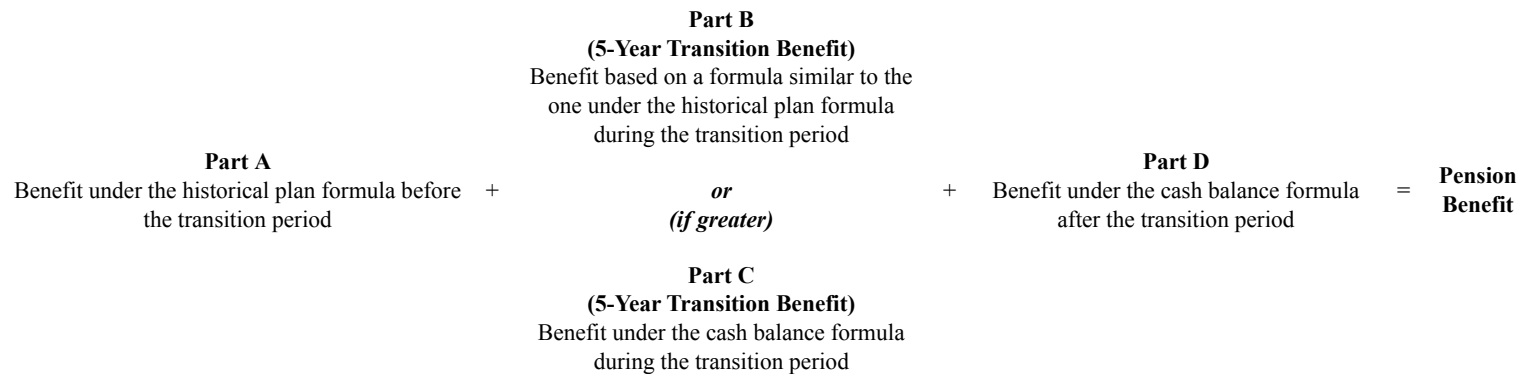 Part A
Benefit under the historical plan formula before
the transition period
+
Part B
(5-Year Transition Benefit)
Benefit based on a formula similar to the
one under the historical plan formula
during the transition period
or
(if greater)
Part C
(5-Year Transition Benefit)
Benefit under the cash balance formula
during the transition period
+
Part D
Benefit under the cash balance formula
after the transition period
=
Pension
Benefit